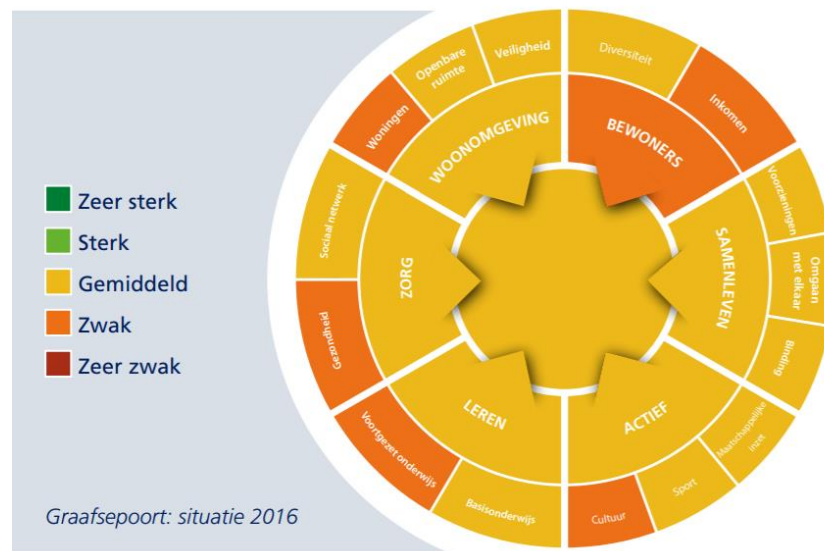 Zeer sterk
Sterk
Gemiddeld
Zwak
Zeer zwak
Graafsepoort: situatie 2016
WOONOMGEVING
Woningen
Openbare
ruimte
Veiligheid
BEWONERS
Diversiteit
Inkomen
SAMENLEVEN
Voorzieningen
Omgaan
met elkaar
Binding
ACTIEF
Maatschappelijke
inzet
Sport
Cultuur
LEREN
Basisonderwijs
Voortgezet onderwijs
ZORG
Gezondheid
Sociaal netwerk